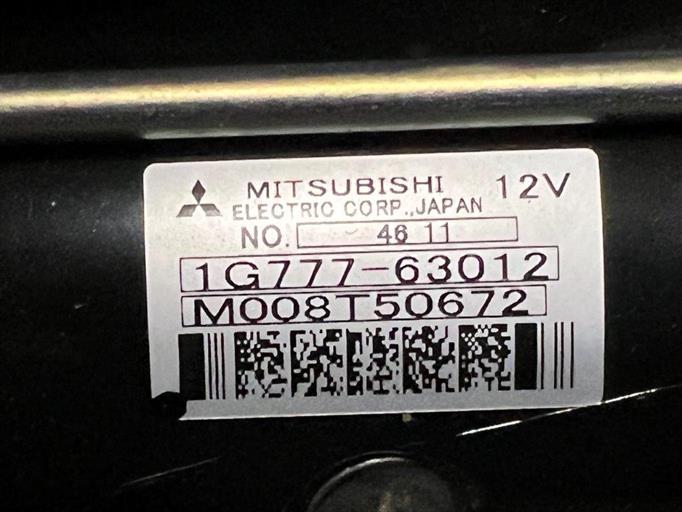 MITSUBISHI 12V
ELECTRIC CORP.,JAPAN
NO. 46 11
1G777-63012
M008T50672